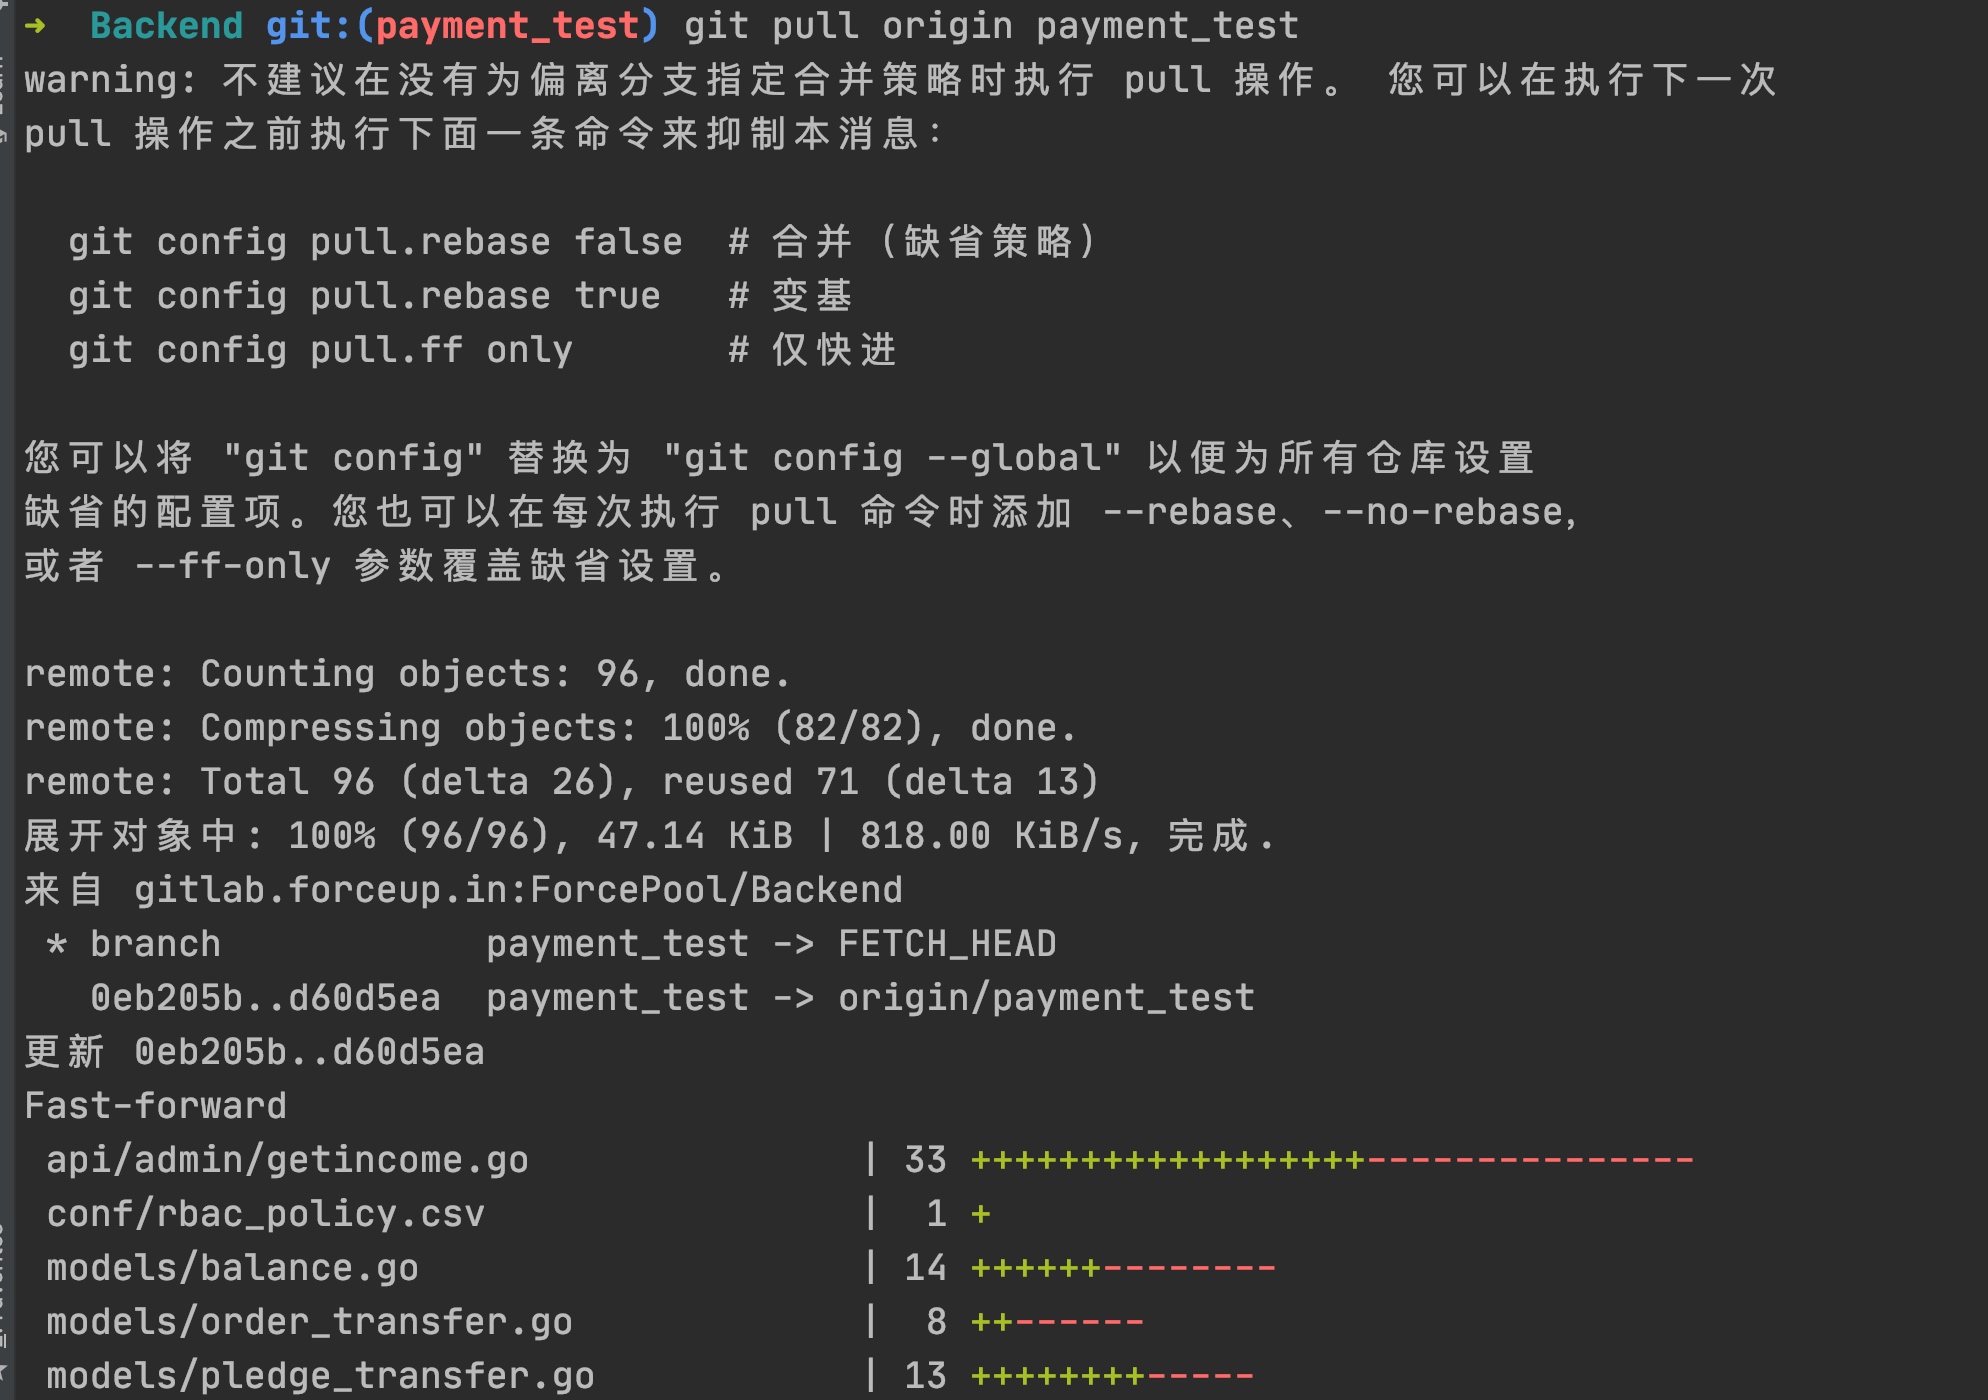 ➜  Backend git:(payment_test) git pull origin payment_test
warning: 不建议在没有为偏离分支指定合并策略时执行 pull 操作。 您可以在执行下一次
pull 操作之前执行下面一条命令来抑制本消息：

  git config pull.rebase false  # 合并（缺省策略）
  git config pull.rebase true   # 变基
  git config pull.ff only       # 仅快进

您可以将 "git config" 替换为 "git config --global" 以便为所有仓库设置
缺省的配置项。您也可以在每次执行 pull 命令时添加 --rebase、--no-rebase，
或者 --ff-only 参数覆盖缺省设置。

remote: Counting objects: 96, done.
remote: Compressing objects: 100% (82/82), done.
remote: Total 96 (delta 26), reused 71 (delta 13)
展开对象中: 100% (96/96), 47.14 KiB | 818.00 KiB/s, 完成.
来自 gitlab.forceup.in:ForcePool/Backend
 * branch            payment_test -> FETCH_HEAD
   0eb205b..d60d5ea  payment_test -> origin/payment_test
更新 0eb205b..d60d5ea
Fast-forward
 api/admin/getincome.go               | 33 ++++++++++++++++++---------------
 conf/rbac_policy.csv                 |  1 +
 models/balance.go                    | 14 ++++++--------
 models/order_transfer.go             |  8 ++------
 models/pledge_transfer.go            | 13 ++++++++-----